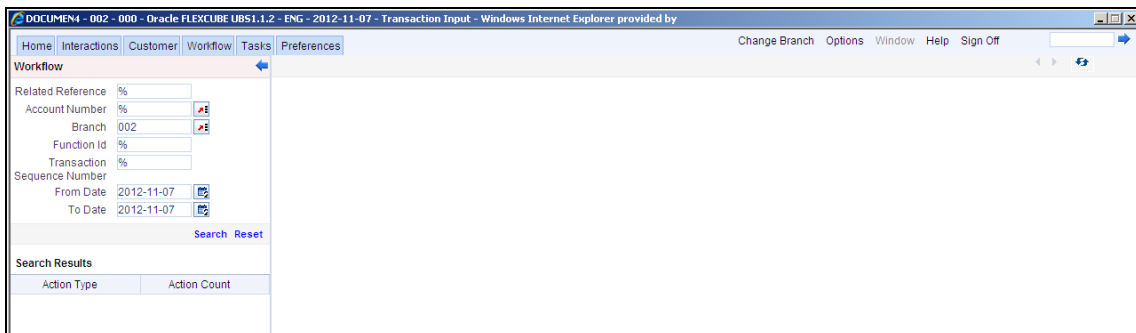 DOCUMEN4 - 002 - 000 - Oracle FLEXCUBE UBS1.1.2 - ENG - 2012-11-07 - Transaction Input - Windows Internet Explorer provided by
Home Interactions Customer Workflow Tasks Preferences Change Branch Options Window Help Sign Off
Workflow
Related Reference %
Account Number %
Branch 002
Function Id %
Transaction %
Sequence Number
From Date 2012-11-07
To Date 2012-11-07
Search Reset
Search Results
Action Type Action Count